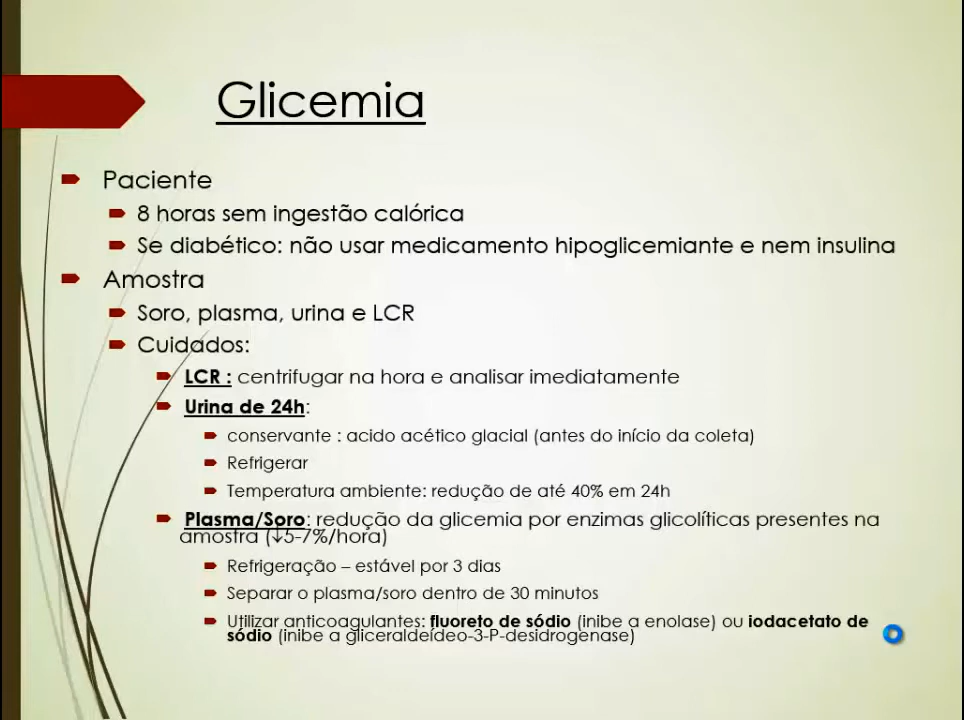 Glicemia
Paciente
8 horas sem ingestão calórica
Se diabético: não usar medicamento hipoglicemiante e nem insulina
Amostra
Soro, plasma, urina e LCR
Cuidados:
LCR : centrifugar na hora e analisar imediatamente
Urina de 24h:
conservante : acido acético glacial (antes do início da coleta)
Refrigerar
Temperatura ambiente: redução de até 40% em 24h
Plasma/Soro: redução da glicemia por enzimas glicolíticas presentes na
amostra (↓5-7%/hora)
Refrigeração – estável por 3 dias
Separar o plasma/soro dentro de 30 minutos
Utilizar anticoagulantes: fluoreto de sódio (inibe a enolase) ou iodacetato de
sódio (inibe a gliceraldeídeo-3-P-desidrogenase)